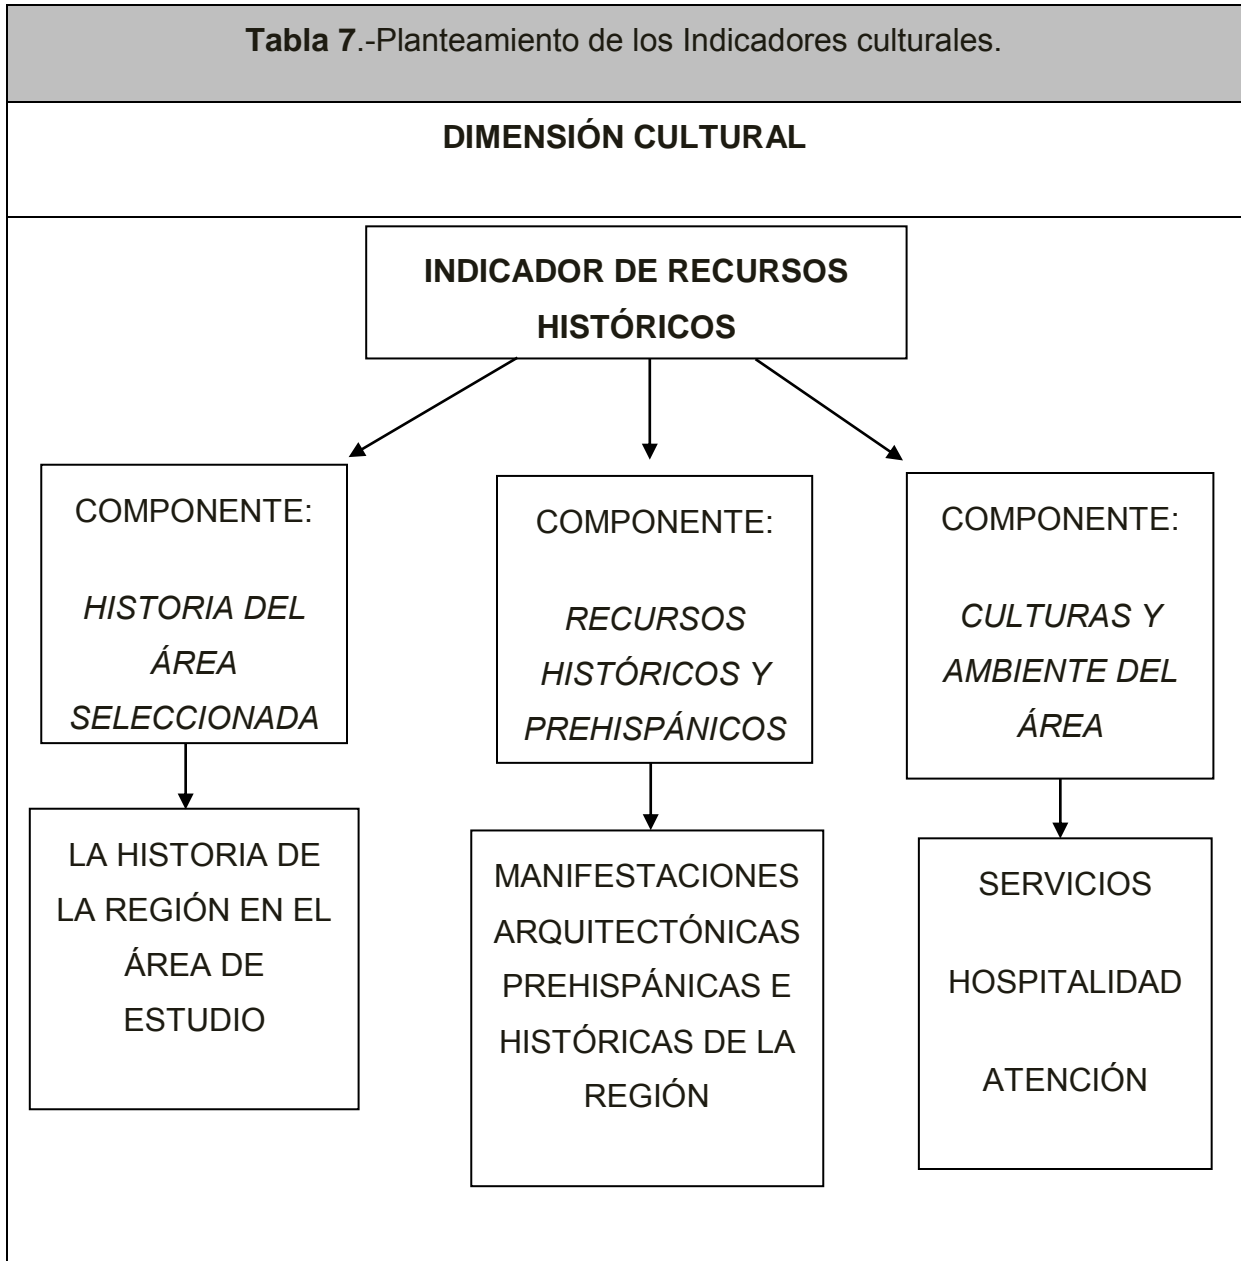 Tabla 7.-Planteamiento de los Indicadores culturales.
DIMENSIÓN CULTURAL
INDICADOR DE RECURSOS
HISTÓRICOS
COMPONENTE:
HISTORIA DEL
ÁREA
SELECCIONADA
COMPONENTE:
RECURSOS
HISTÓRICOS Y
PREHISPÁNICOS
COMPONENTE:
CULTURAS Y
AMBIENTE DEL
ÁREA
LA HISTORIA DE
LA REGIÓN EN EL
ÁREA DE
ESTUDIO
MANIFESTACIONES
ARQUITECTÓNICAS
PREHISPÁNICAS E
HISTÓRICAS DE LA
REGIÓN
SERVICIOS
HOSPITALIDAD
ATENCIÓN